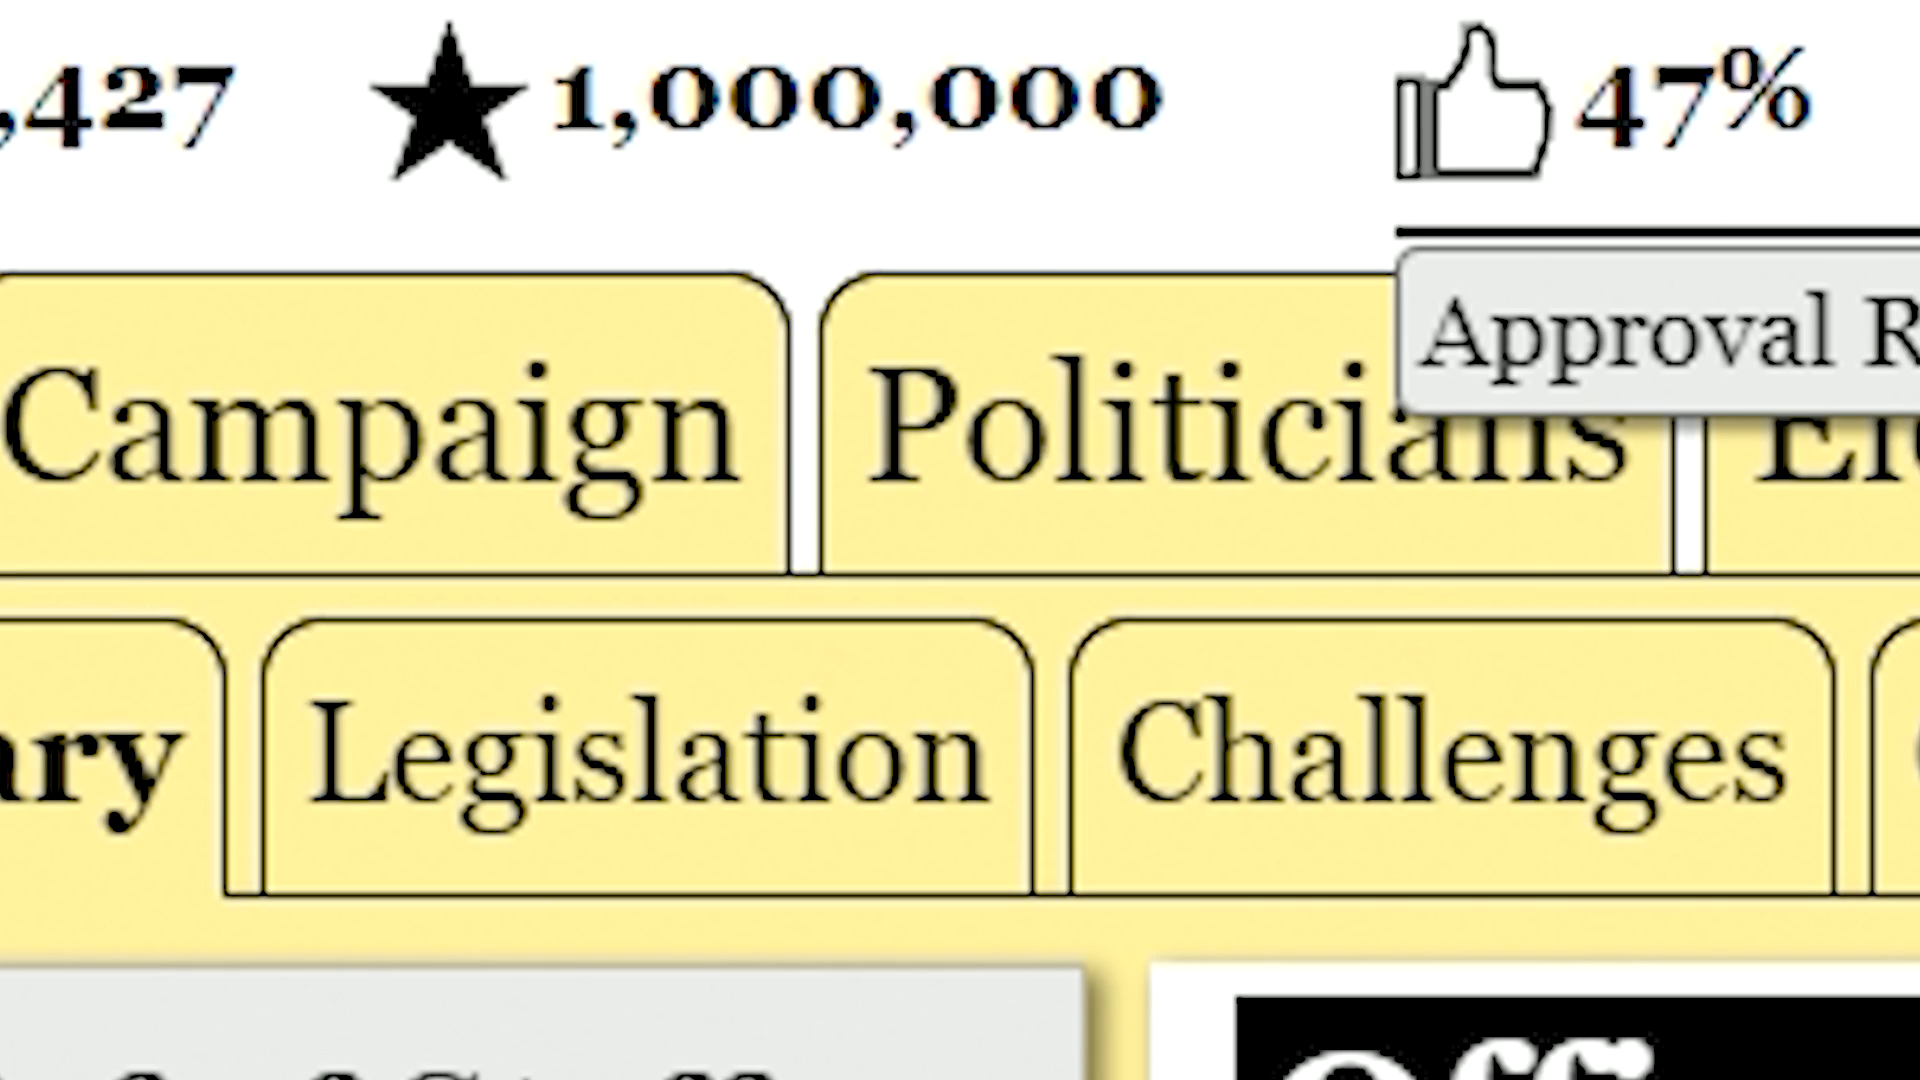 ,427 ★ 1,000,000 47%
Approval R
Campaign Politicians
ary Legislation Challenges